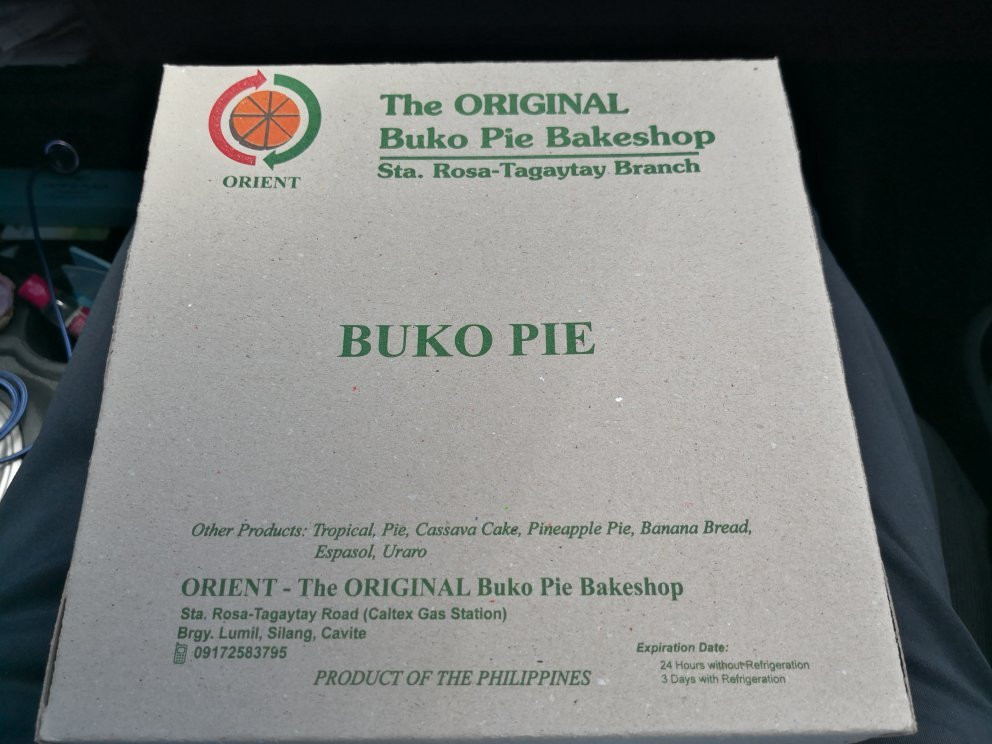 ORIENT
The ORIGINAL
Buko Pie Bakeshop
Sta. Rosa-Tagaytay Branch
BUKO PIE
Other Products: Tropical, Pie, Cassava Cake, Pineapple Pie, Banana Bread,
Espasol, Uraro
ORIENT - The ORIGINAL Buko Pie Bakeshop
Sta. Rosa-Tagaytay Road (Caltex Gas Station)
Brgy. Lumil, Silang, Cavite
09172583795
PRODUCT OF THE PHILIPPINES
Expiration Date:
24 Hours without Refrigeration
3 Days with Refrigeration